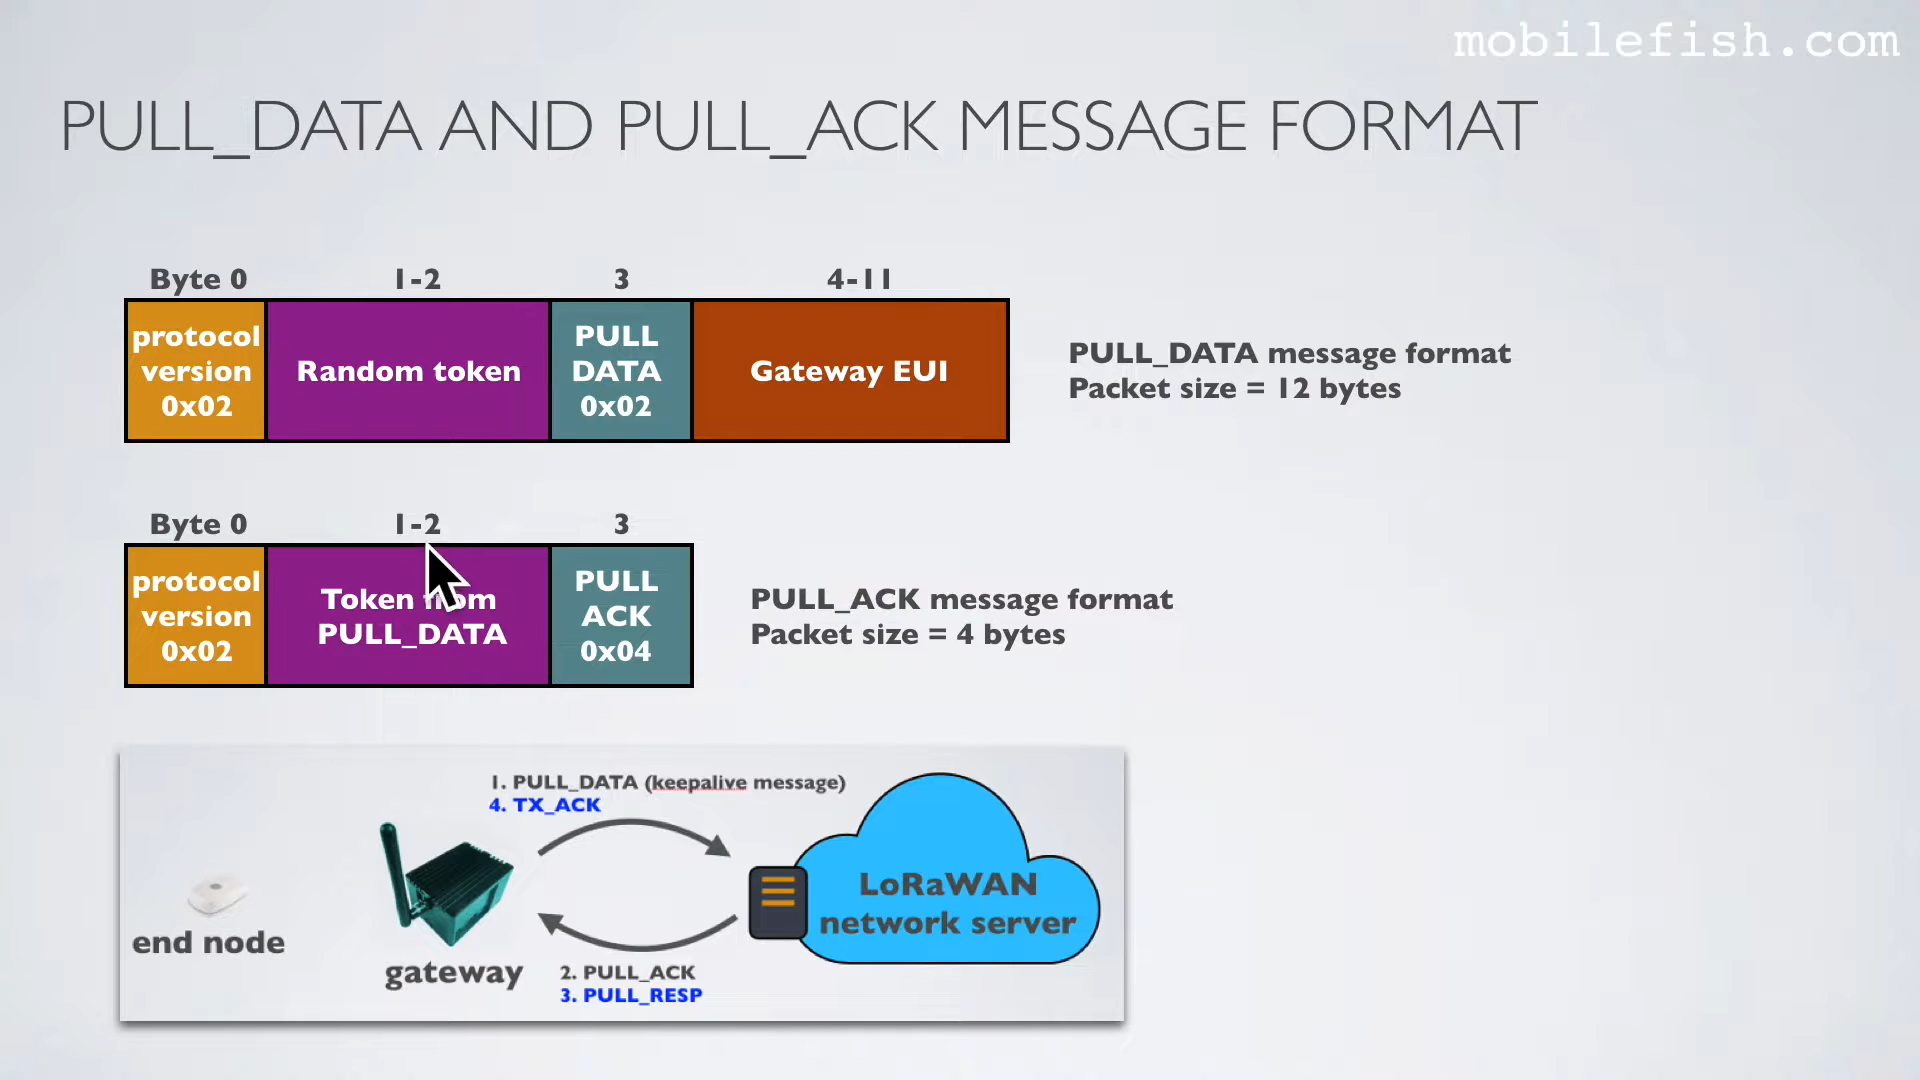 mobilefish.com
PULL_DATA AND PULL_ACK MESSAGE FORMAT
Byte 0 1-2 3 4-11
protocol
version
0x02
Random token
PULL
DATA
0x02
Gateway EUI
PULL_DATA message format
Packet size = 12 bytes
Byte 0 1-2 3
protocol
version
0x02
Token from
PULL_DATA
PULL
ACK
0x04
PULL_ACK message format
Packet size = 4 bytes
1. PULL_DATA (keepalive message)
4. TX_ACK
end node
gateway
LoRaWAN
network server
2. PULL_ACK
3. PULL_RESP